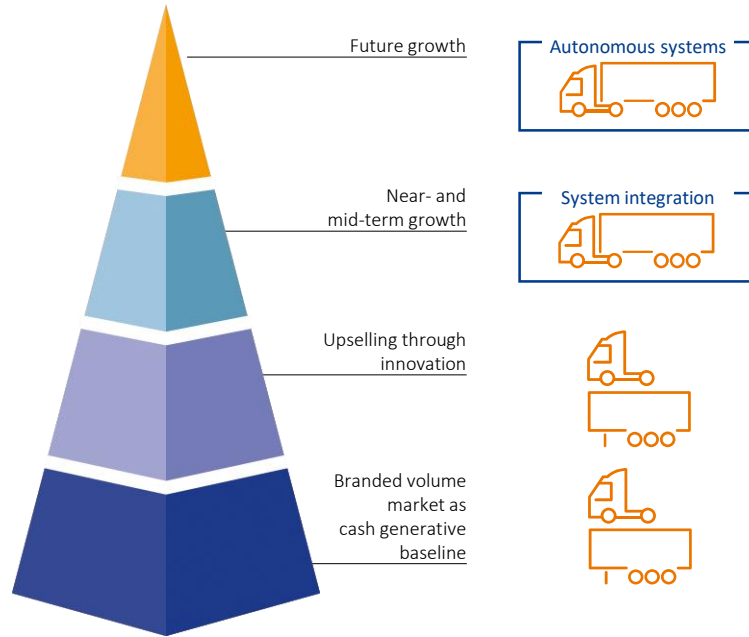 Future growth
Autonomous systems
Near- and
mid-term growth
System integration
Upselling through
innovation
Branded volume
market as
cash generative
baseline